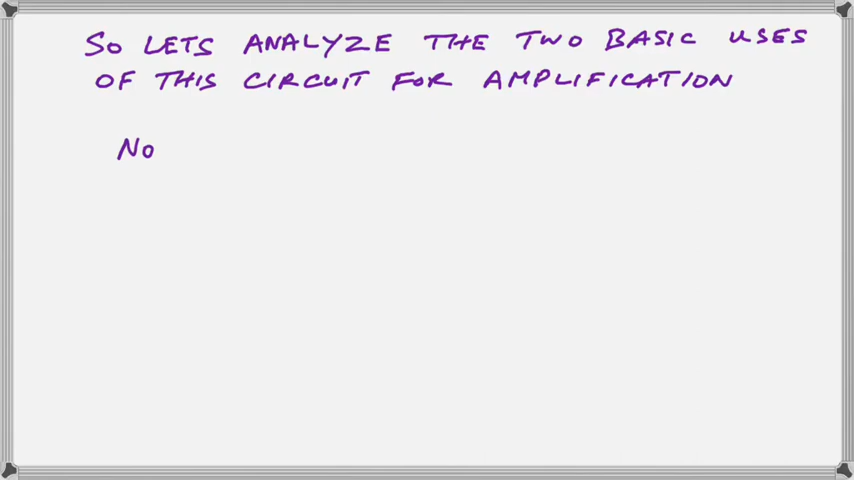 SO LETS ANALYZE THE TWO BASIC USES
OF THIS CIRCUIT FOR AMPLIFICATION
NO